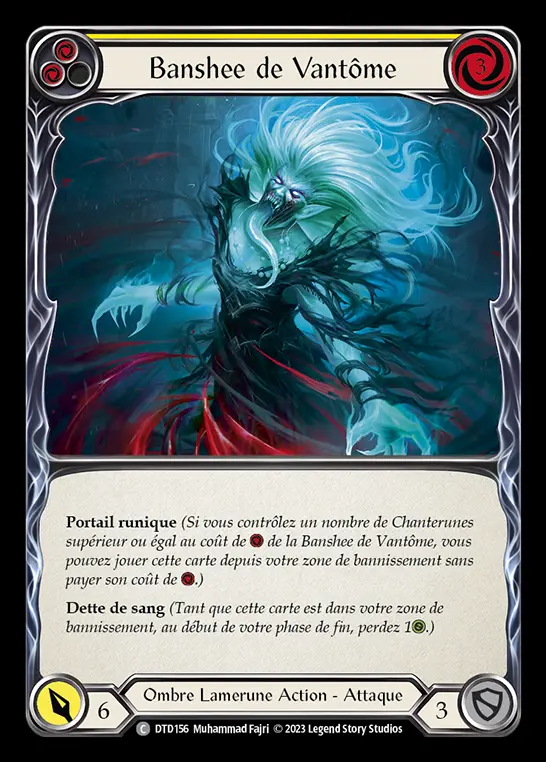 Banshee de Vantôme
3
Portail runique (Si vous contrôlez un nombre de Chanterunes
supérieur ou égal au coût de de la Banshee de Vantôme, vous
pouvez jouer cette carte depuis votre zone de bannissement sans
payer son coût de .)
Dette de sang (Tant que cette carte est dans votre zone de
bannissement, au début de votre phase de fin, perdez 1.)
6
Ombre Lamerune Action - Attaque
3
C DTD156 Muhammad Fajri © 2023 Legend Story Studios